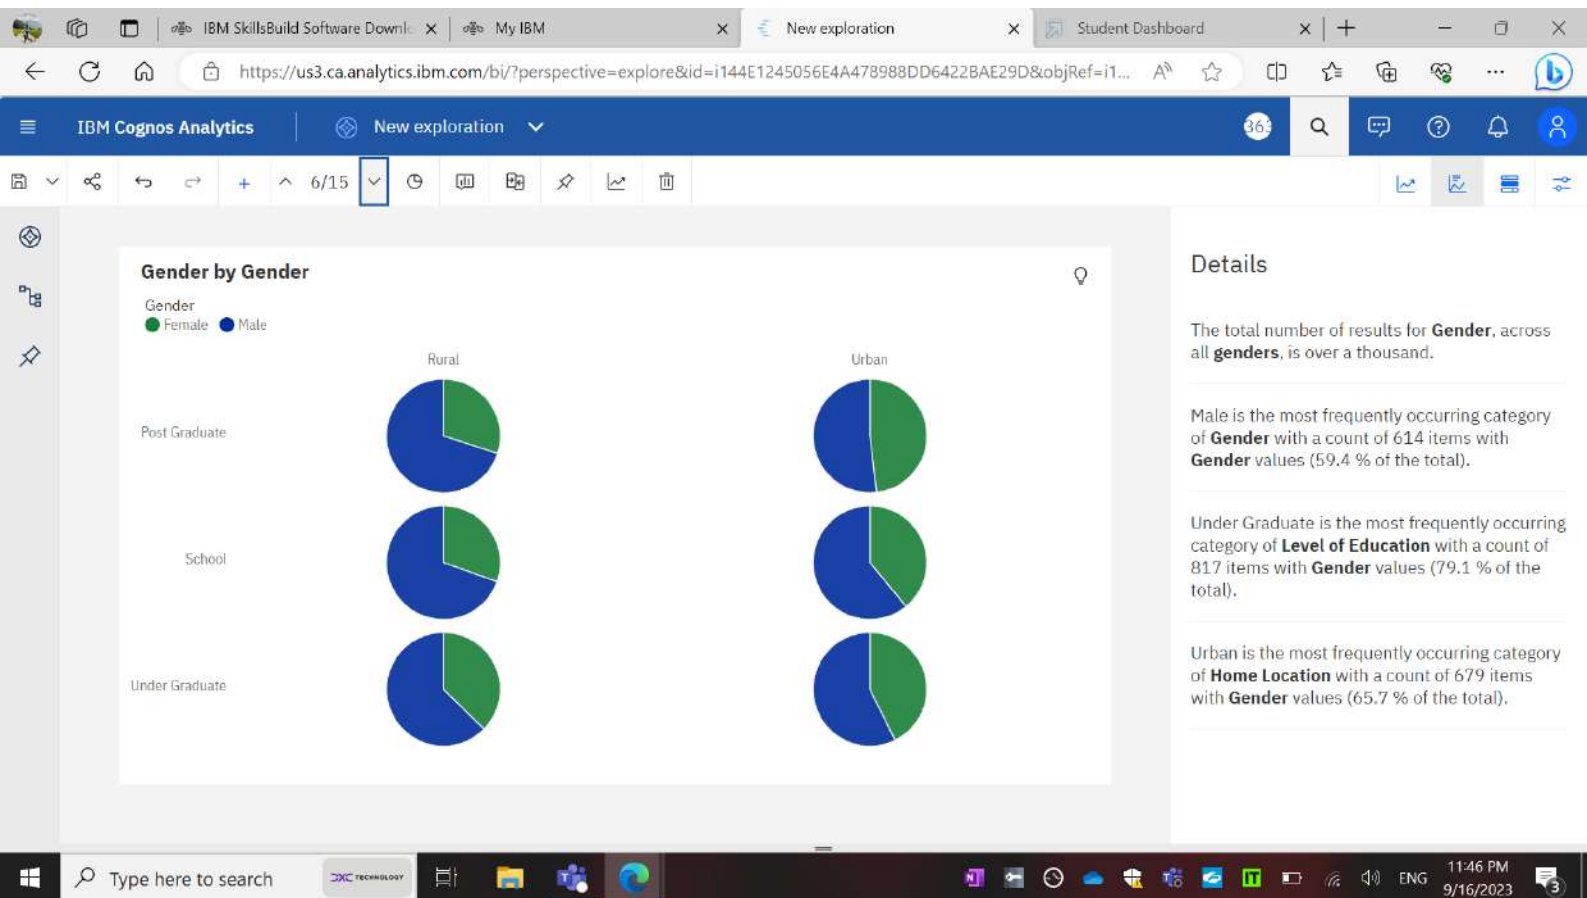 IBM SkillsBuild Software Downlo
My IBM
New exploration
Student Dashboard
https://us3.ca.analytics.ibm.com/bi/?perspective=explore&id=i144E1245056E4A478988DD6422BAE29D&objRef=i1...
IBM Cognos Analytics
New exploration
363
6/15
Gender by Gender
Gender
Female Male
Rural
Urban
Post Graduate
School
Under Graduate
Details
The total number of results for Gender, across
all genders, is over a thousand.
Male is the most frequently occurring category
of Gender with a count of 614 items with
Gender values (59.4 % of the total).
Under Graduate is the most frequently occurring
category of Level of Education with a count of
817 items with Gender values (79.1 % of the
total).
Urban is the most frequently occurring category
of Home Location with a count of 679 items
with Gender values (65.7 % of the total).
Type here to search
DXC TECHNOLOGY
ENG
11:46 PM
9/16/2023
3